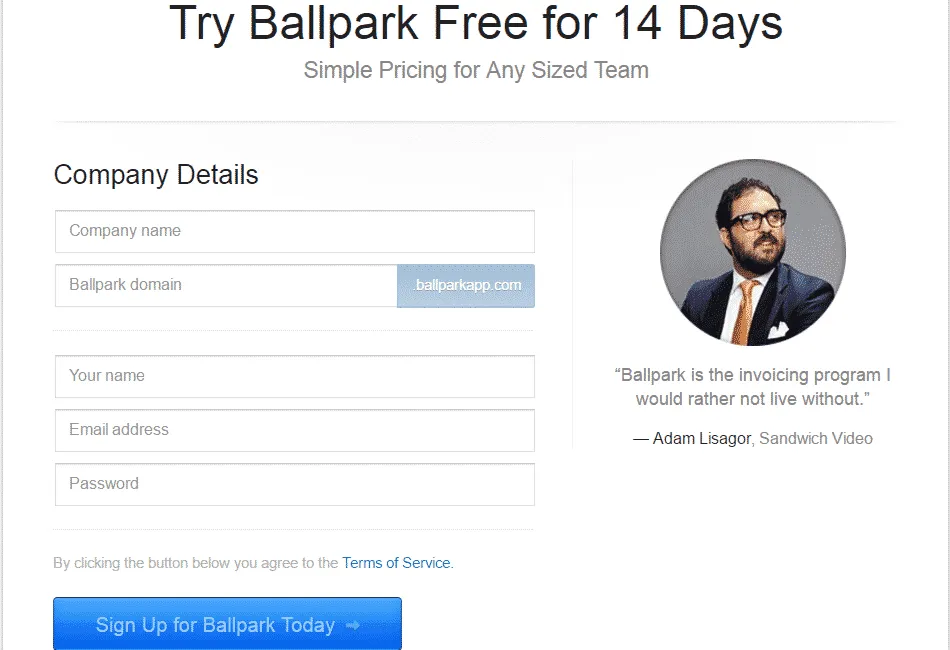 Try Ballpark Free for 14 Days
Simple Pricing for Any Sized Team
Company Details
Company name
Ballpark domain .ballparkapp.com
Your name
Email address
Password
By clicking the button below you agree to the Terms of Service.
Sign Up for Ballpark Today ➡
“Ballpark is the invoicing program I
would rather not live without.”
— Adam Lisagor, Sandwich Video